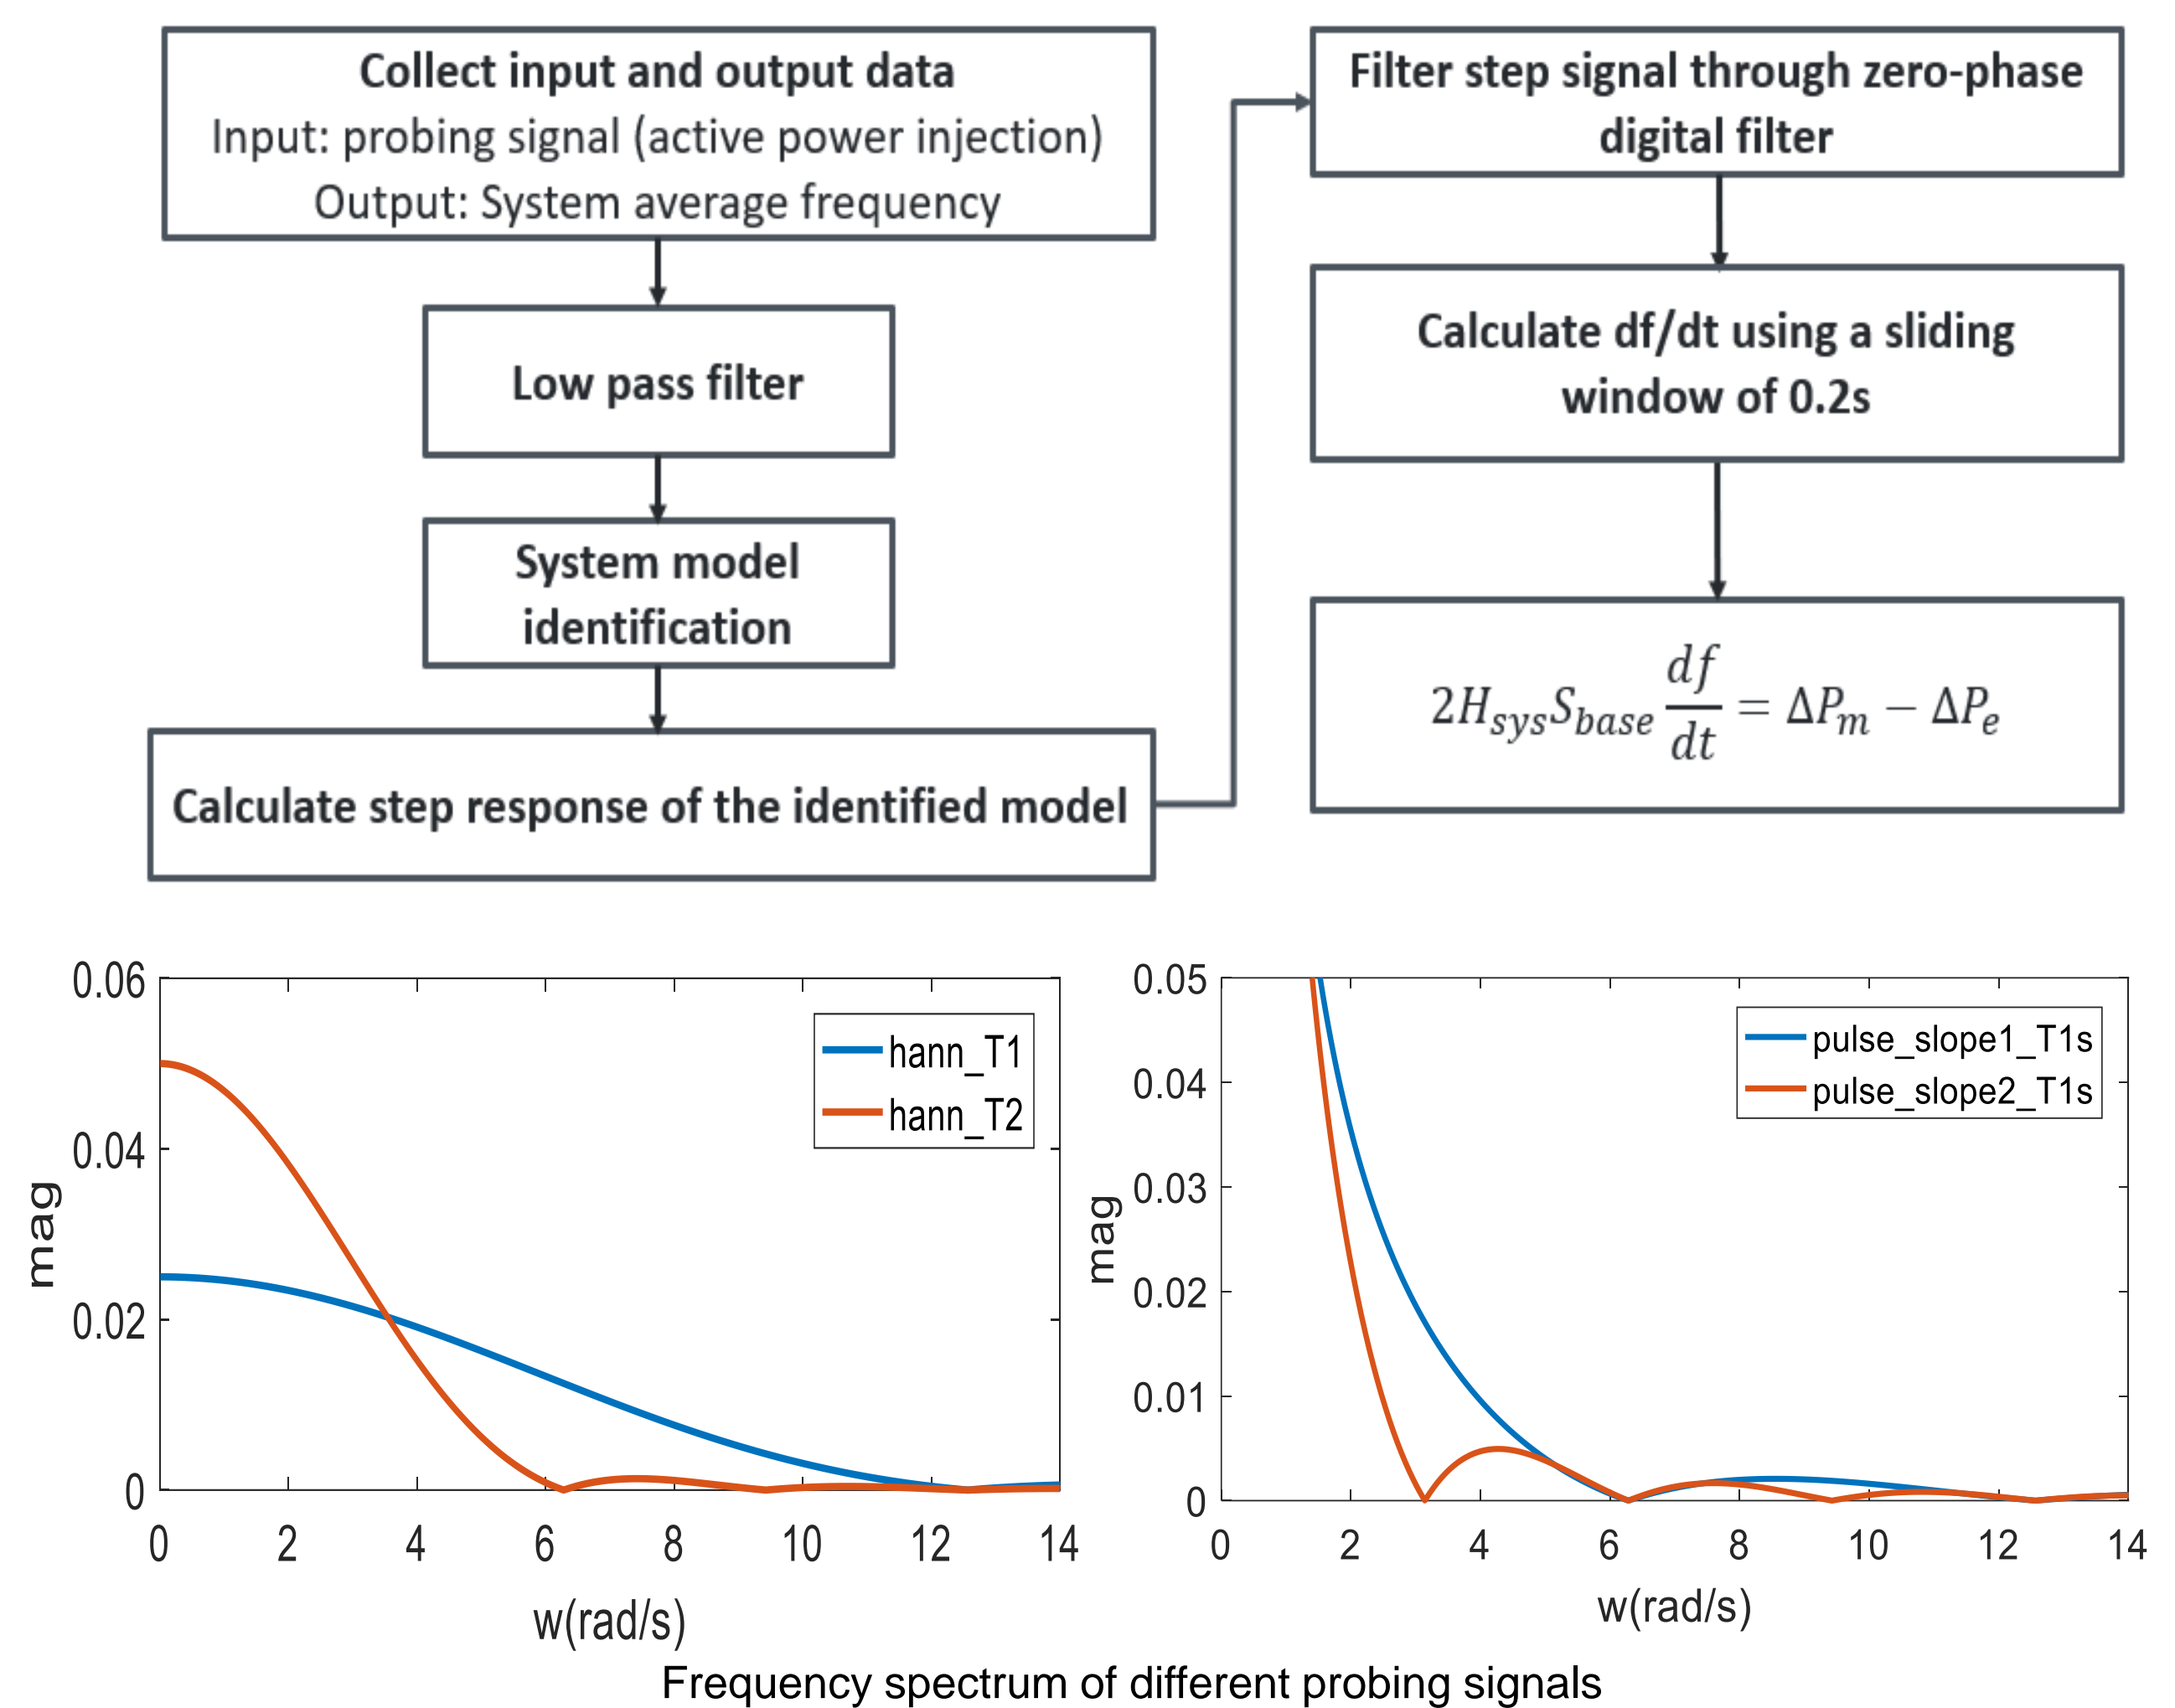 Collect input and output data
Input: probing signal (active power injection)
Output: System average frequency
Low pass filter
System model
identification
Calculate step response of the identified model
Filter step signal through zero-phase
digital filter
Calculate df/dt using a sliding
window of 0.2s
2H_{sys}S_{base} \frac{df}{dt} = ΔP_m − ΔP_e
0.06
0.04
0.02
0
mag
hann_T1
hann_T2
0 2 4 6 8 10 12 14
w(rad/s)
0.05
0.04
0.03
0.02
0.01
0
mag
pulse_slope1_T1s
pulse_slope2_T1s
0 2 4 6 8 10 12 14
w(rad/s)
Frequency spectrum of different probing signals